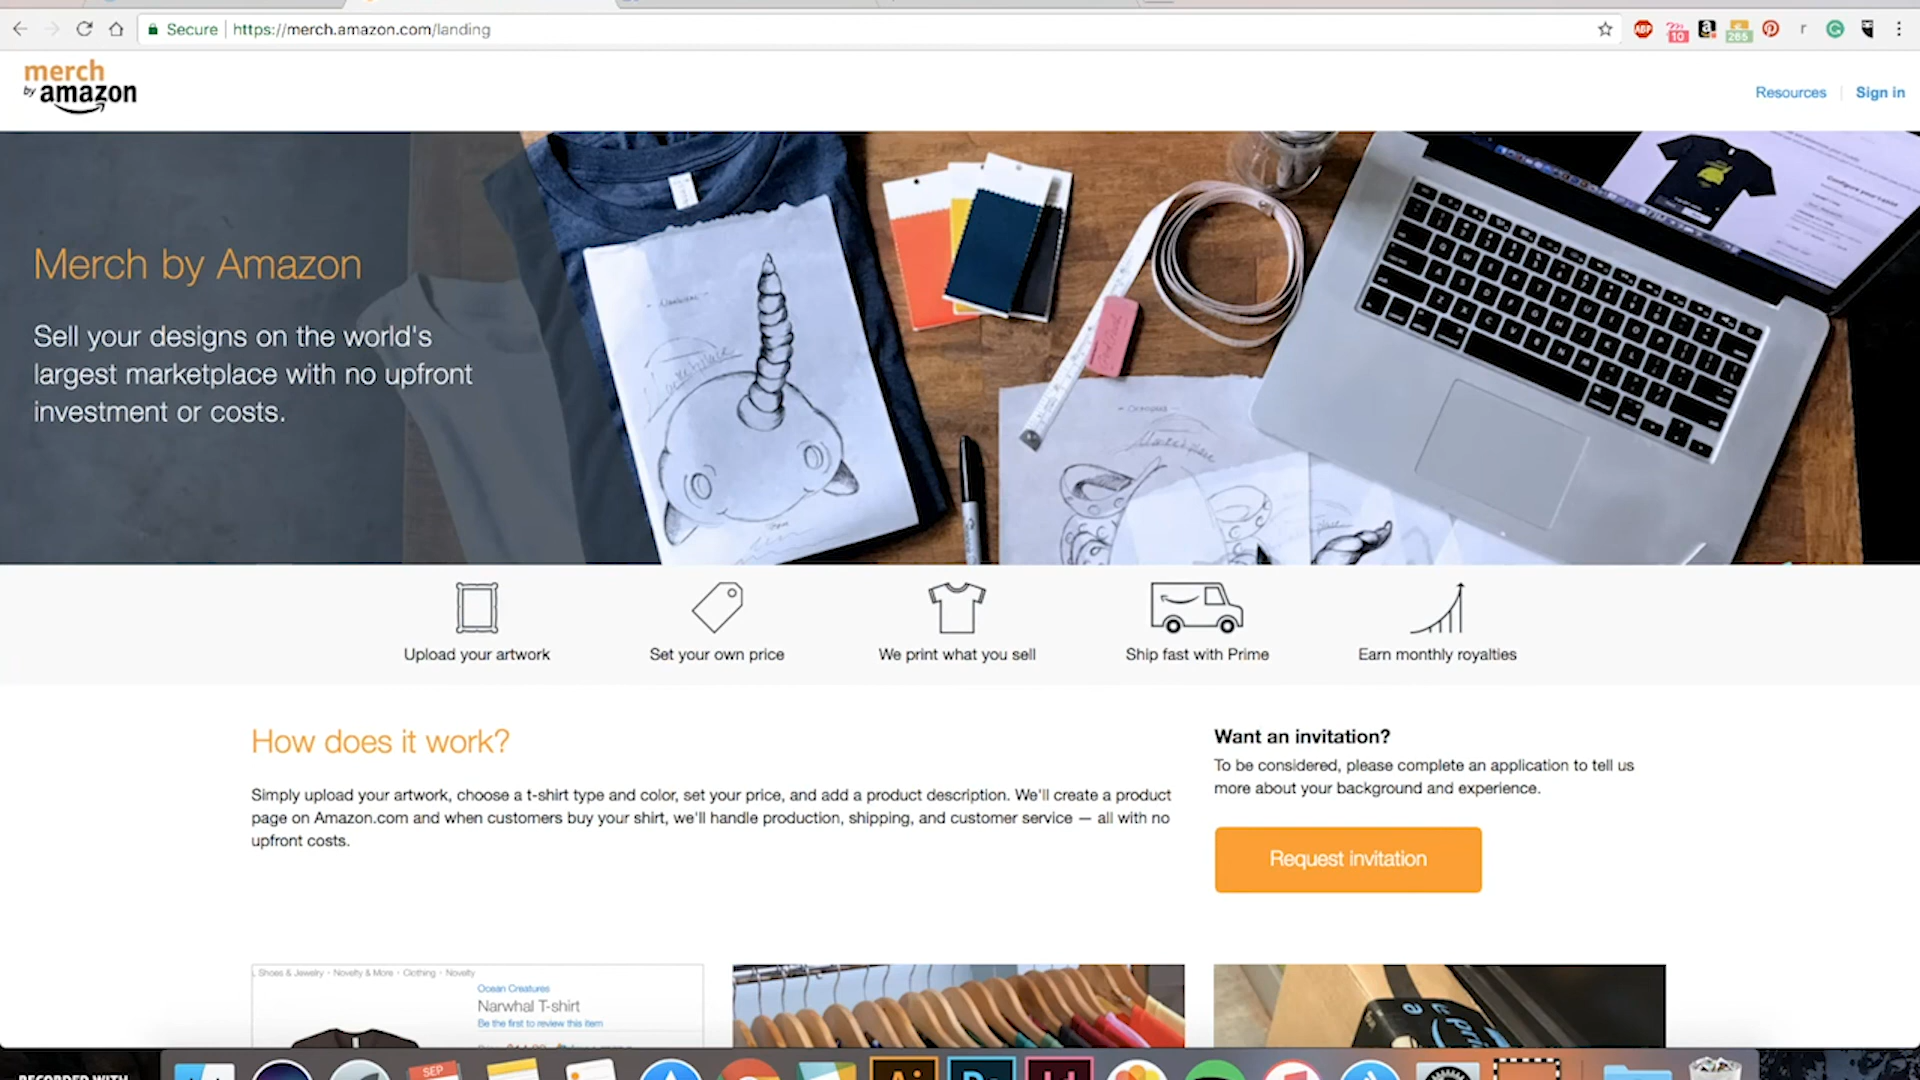 Secure
https://merch.amazon.com/landing
ABP
10
a
265
r
merch
by amazon
Resources
Sign in
Merch by Amazon
Sell your designs on the world's
largest marketplace with no upfront
investment or costs.
Upload your artwork
Set your own price
We print what you sell
Ship fast with Prime
Earn monthly royalties
How does it work?
Simply upload your artwork, choose a t-shirt type and color, set your price, and add a product description. We'll create a product
page on Amazon.com and when customers buy your shirt, we'll handle production, shipping, and customer service — all with no
upfront costs.
Want an invitation?
To be considered, please complete an application to tell us
more about your background and experience.
Request invitation
Shoes & Jewelry · Novelty & More · Clothing · Novelty
Ocean Creatures
Narwhal T-shirt
Be the first to review this item
SEP
RECORDED WITH